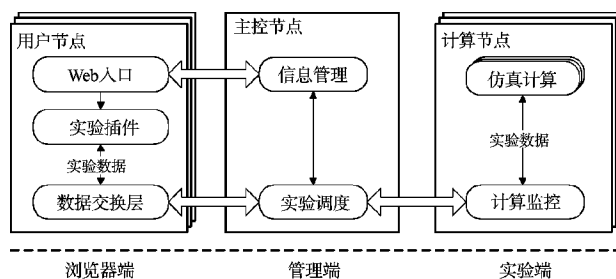 用户节点
Web入口
实验插件
实验数据
数据交换层
主控节点
信息管理
实验调度
计算节点
仿真计算
实验数据
计算监控
浏览器端
管理端
实验端